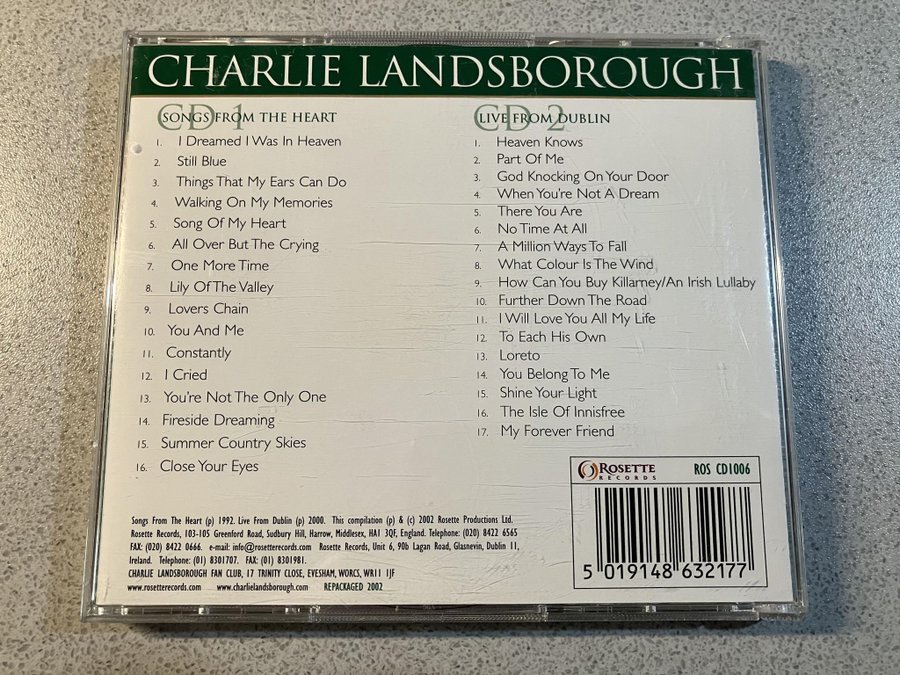 CHARLIE LANDSBOROUGH
CD-1
SONGS FROM THE HEART
1. I Dreamed I Was In Heaven
2. Still Blue
3. Things That My Ears Can Do
4. Walking On My Memories
5. Song Of My Heart
6. All Over But The Crying
7. One More Time
8. Lily Of The Valley
9. Lovers Chain
10. You And Me
11. Constantly
12. I Cried
13. You're Not The Only One
14. Fireside Dreaming
15. Summer Country Skies
16. Close Your Eyes
CD-2
LIVE FROM DUBLIN
1. Heaven Knows
2. Part Of Me
3. God Knocking On Your Door
4. When You're Not A Dream
5. There You Are
6. No Time At All
7. A Million Ways To Fall
8. What Colour Is The Wind
9. How Can You Buy Killarney/An Irish Lullaby
10. Further Down The Road
11. I Will Love You All My Life
12. To Each His Own
13. Loreto
14. You Belong To Me
15. Shine Your Light
16. The Isle Of Innisfree
17. My Forever Friend
Songs From The Heart (p) 1992. Live From Dublin (p) 2000. This compilation (p) & (c) 2002 Rosette Productions Ltd.
Rosette Records, 103-105 Greenford Road, Sudbury Hill, Harrow, Middlesex, HA1 3QF, England. Telephone: (020) 8422 6565
FAX: (020) 8422 0666. e-mail: info@rosetterecords.com Rosette Records, Unit 6, 90b Lagan Road, Glasnevin, Dublin 11,
Ireland. Telephone: (01) 8301707. Fax: (01) 8301981.
CHARLIE LANDSBOROUGH FAN CLUB, 17 TRINITY CLOSE, EVESHAM, WORCS, WR11 1JF
www.rosetterecords.com www.charlielandsborough.com REPACKAGED 2002
ROSETTE
RECORDS
ROS CD1006
5 019148 632177